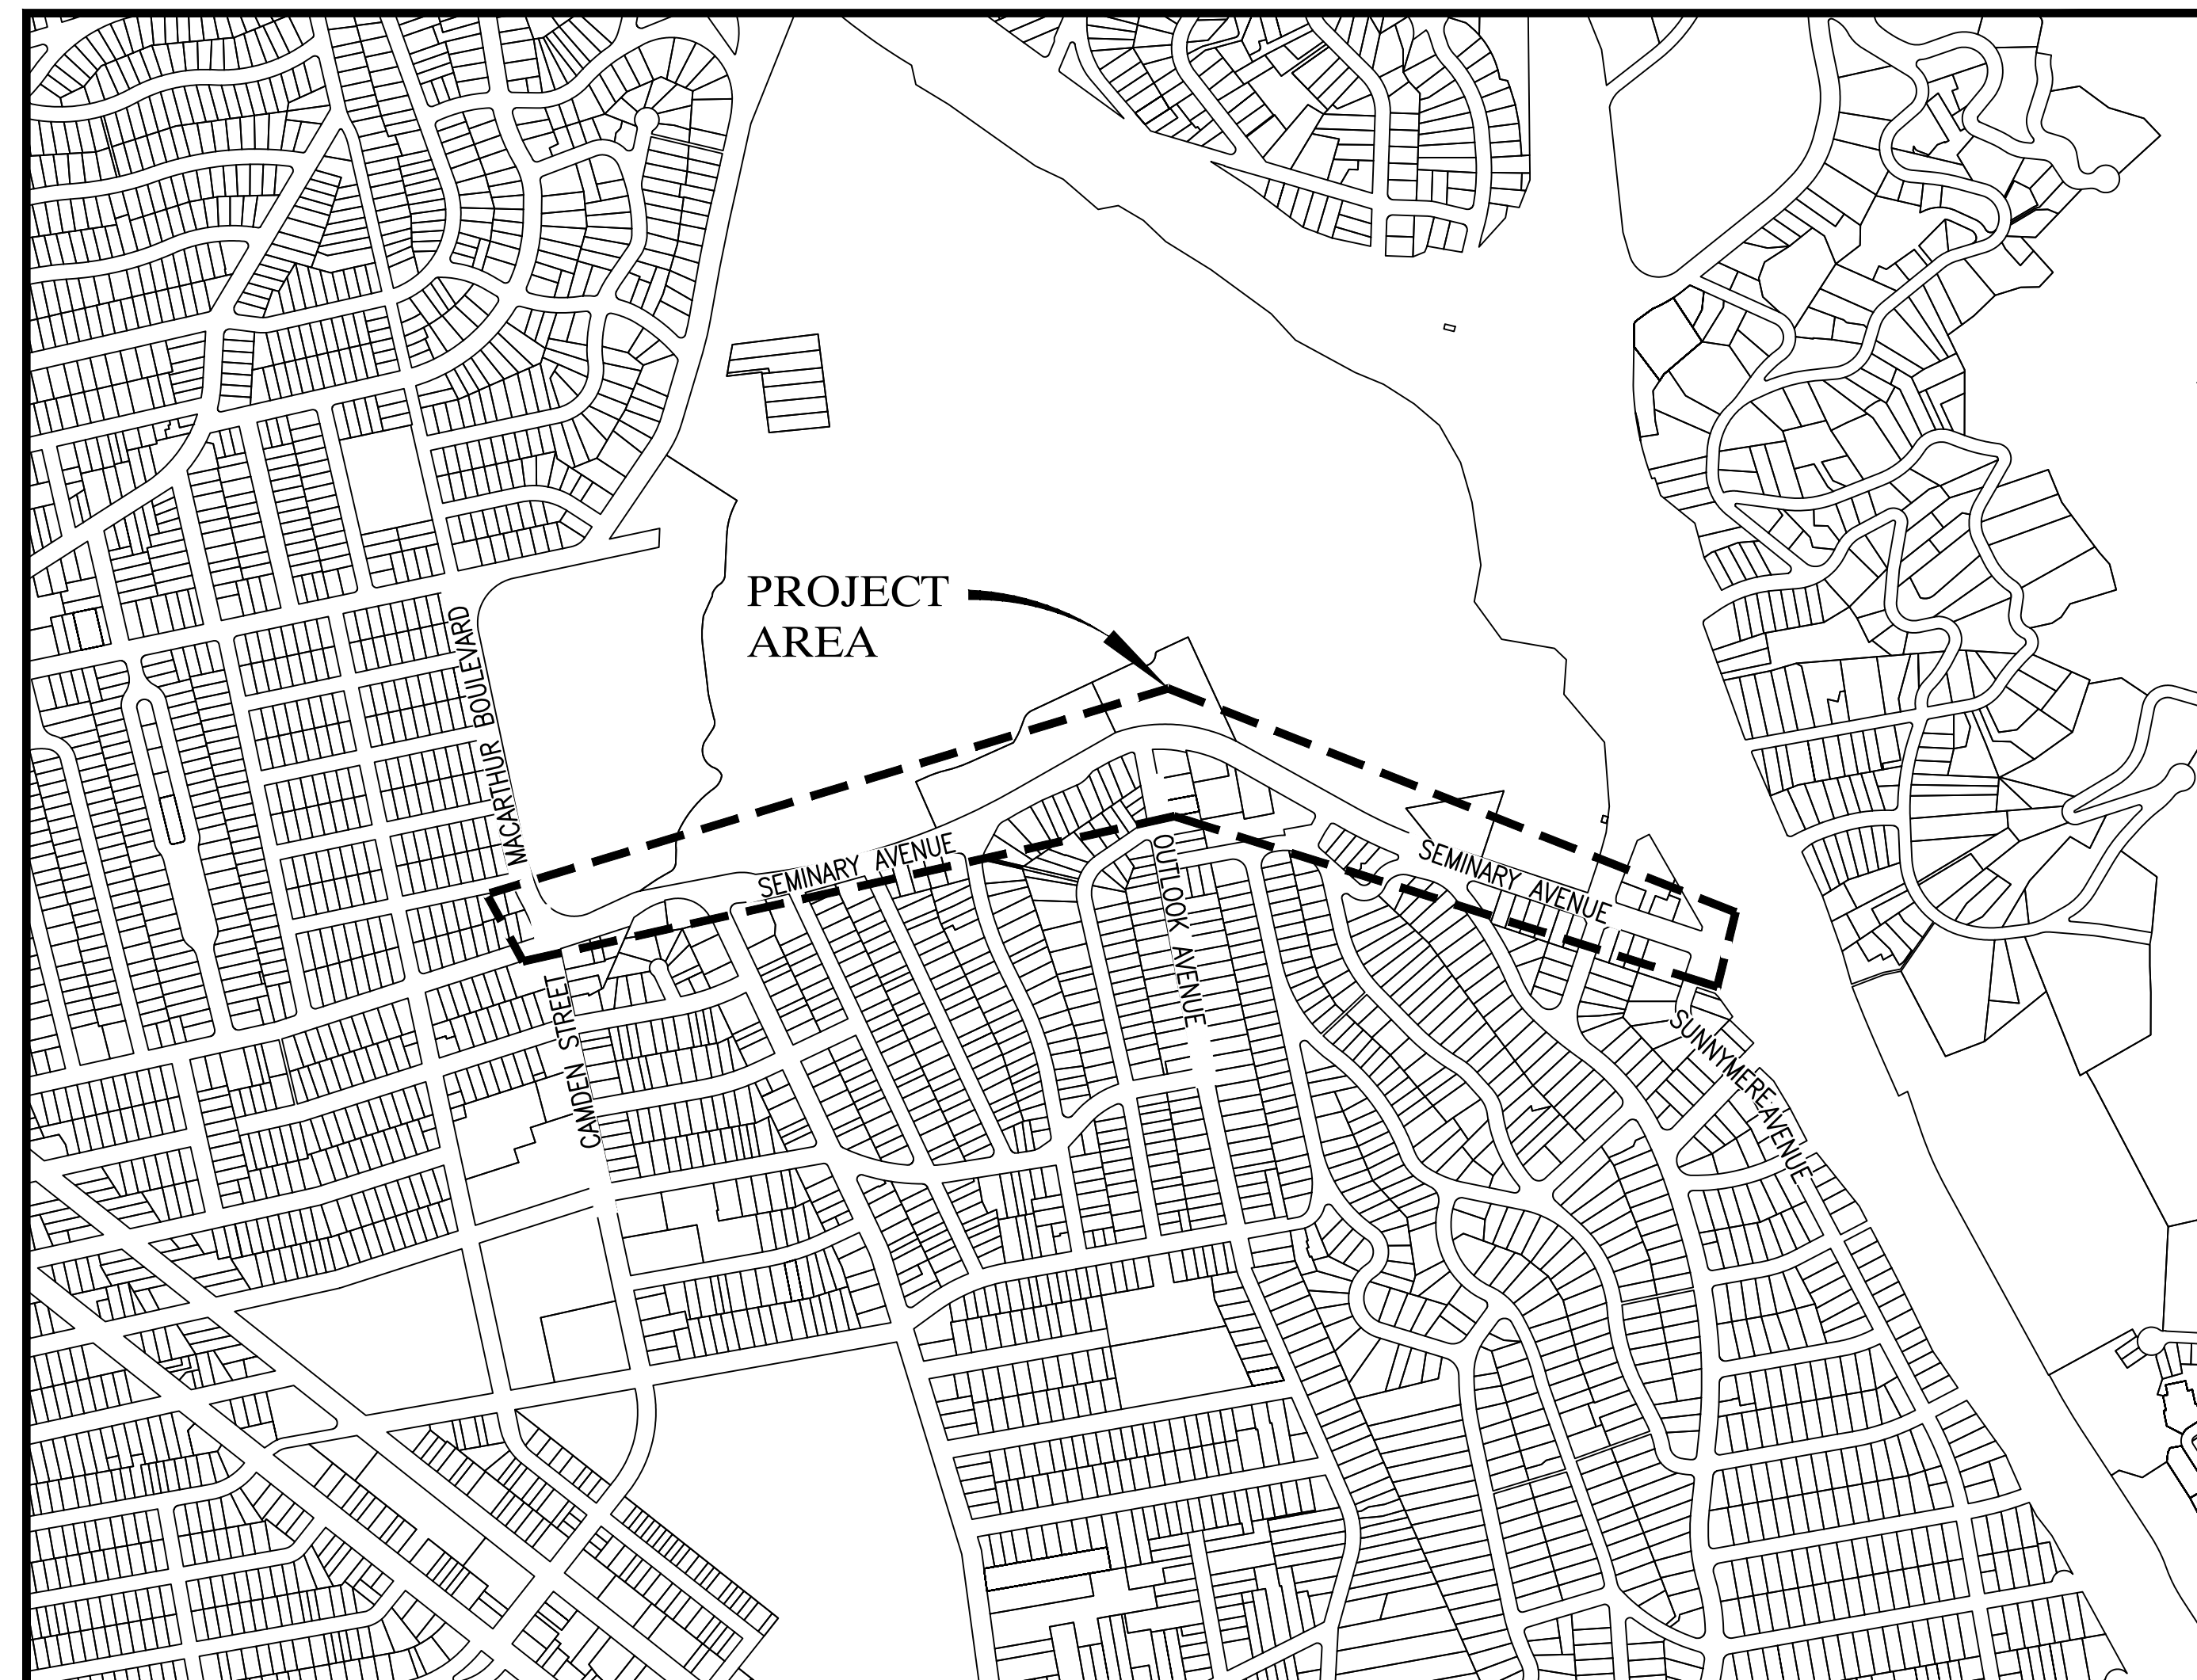 PROJECT
AREA
MACARTHUR BOULEVARD
SEMINARY AVENUE
OUTLOOK AVENUE
SEMINARY AVENUE
CAMDEN STREET
SUNNYMERE AVENUE